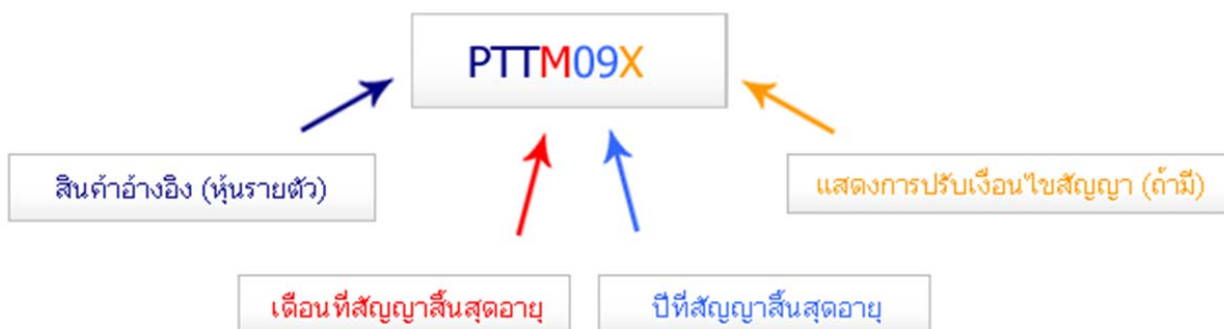 PTTM09X
สินค้าอ้างอิง (หุ้นรายตัว)
แสดงการปรับเงื่อนไขสัญญา (ถ้ามี)
เดือนที่สัญญาสิ้นสุดอายุ
ปีที่สัญญาสิ้นสุดอายุ